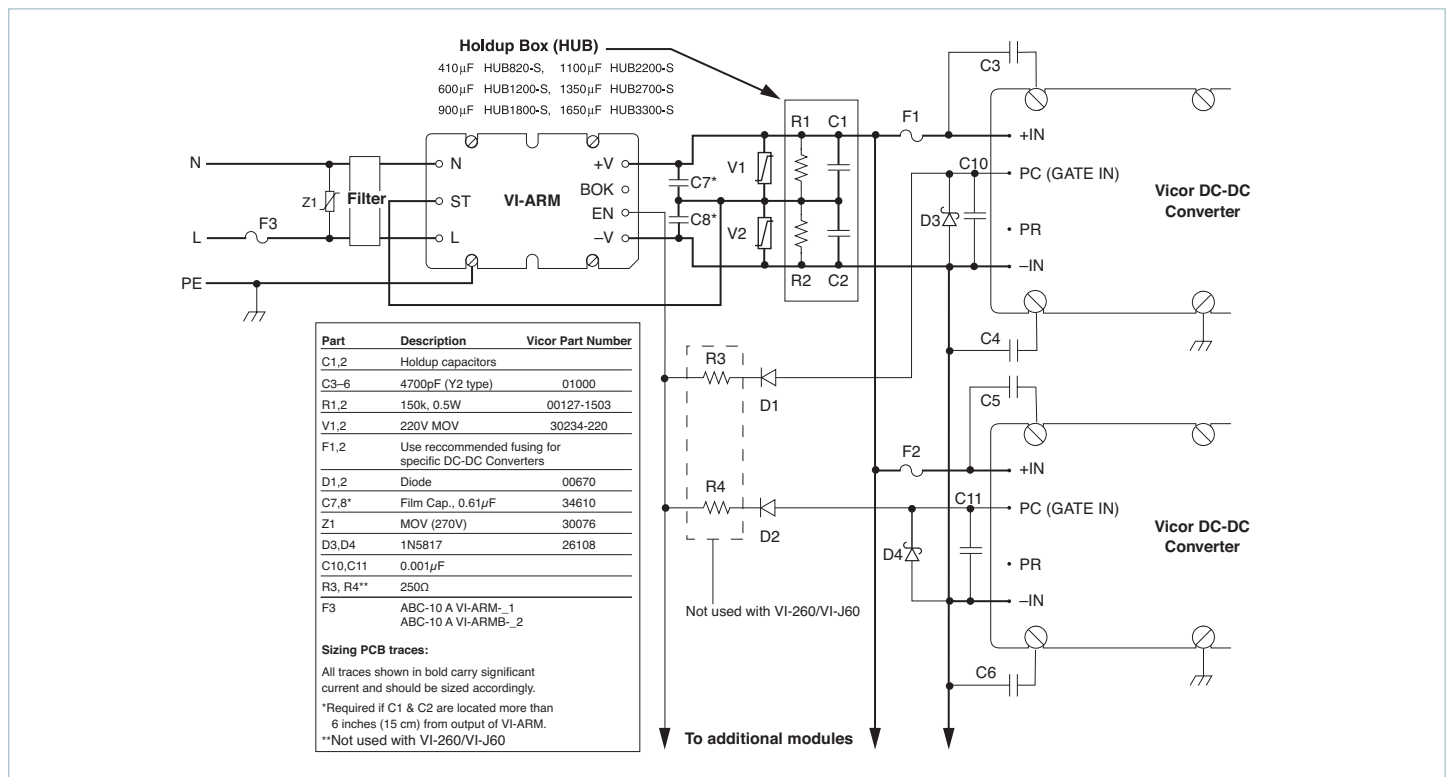 Holdup Box (HUB)
410µF HUB820-S, 1100µF HUB2200-S
600µF HUB1200-S, 1350µF HUB2700-S
900µF HUB1800-S, 1650µF HUB3300-S
C3
F1
+IN
C10
PC (GATE IN)
D3
PR
–IN
Vicor DC-DC
Converter
C4
R1 C1
V1
V2
R2 C2
N
Z1
Filter
F3
L
PE
N
ST
L
VI-ARM
+V
BOK
EN
–V
C7*
C8*
R3
D1
R4
D2
Not used with VI-260/VI-J60
C5
F2
+IN
C11
PC (GATE IN)
D4
PR
–IN
Vicor DC-DC
Converter
C6
To additional modules
Part Description Vicor Part Number
C1,2 Holdup capacitors
C3–6 4700pF (Y2 type) 01000
R1,2 150k, 0.5W 00127-1503
V1,2 220V MOV 30234-220
F1,2 Use reccommended fusing for
specific DC-DC Converters
D1,2 Diode 00670
C7,8* Film Cap., 0.61µF 34610
Z1 MOV (270V) 30076
D3,D4 1N5817 26108
C10,C11 0.001µF
R3, R4** 250Ω
F3 ABC-10 A VI-ARM-_1
ABC-10 A VI-ARMB-_2
Sizing PCB traces:
All traces shown in bold carry significant
current and should be sized accordingly.
*Required if C1 & C2 are located more than
6 inches (15 cm) from output of VI-ARM.
**Not used with VI-260/VI-J60